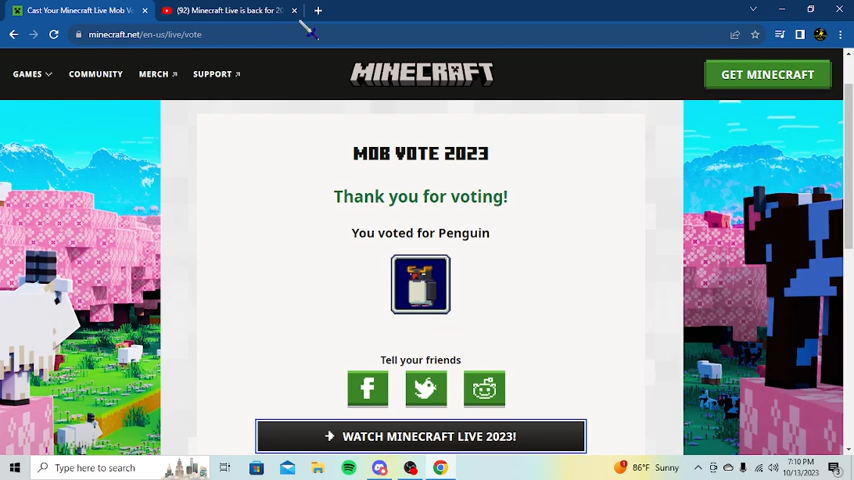 Cast Your Minecraft Live Mob Vo
(92) Minecraft Live is back for 20
minecraft.net/en-us/live/vote
GAMES
COMMUNITY
MERCH
SUPPORT
MINECRAFT
GET MINECRAFT
MOB VOTE 2023
Thank you for voting!
You voted for Penguin
Tell your friends
WATCH MINECRAFT LIVE 2023!
Type here to search
86°F Sunny
7:10 PM
10/13/2023